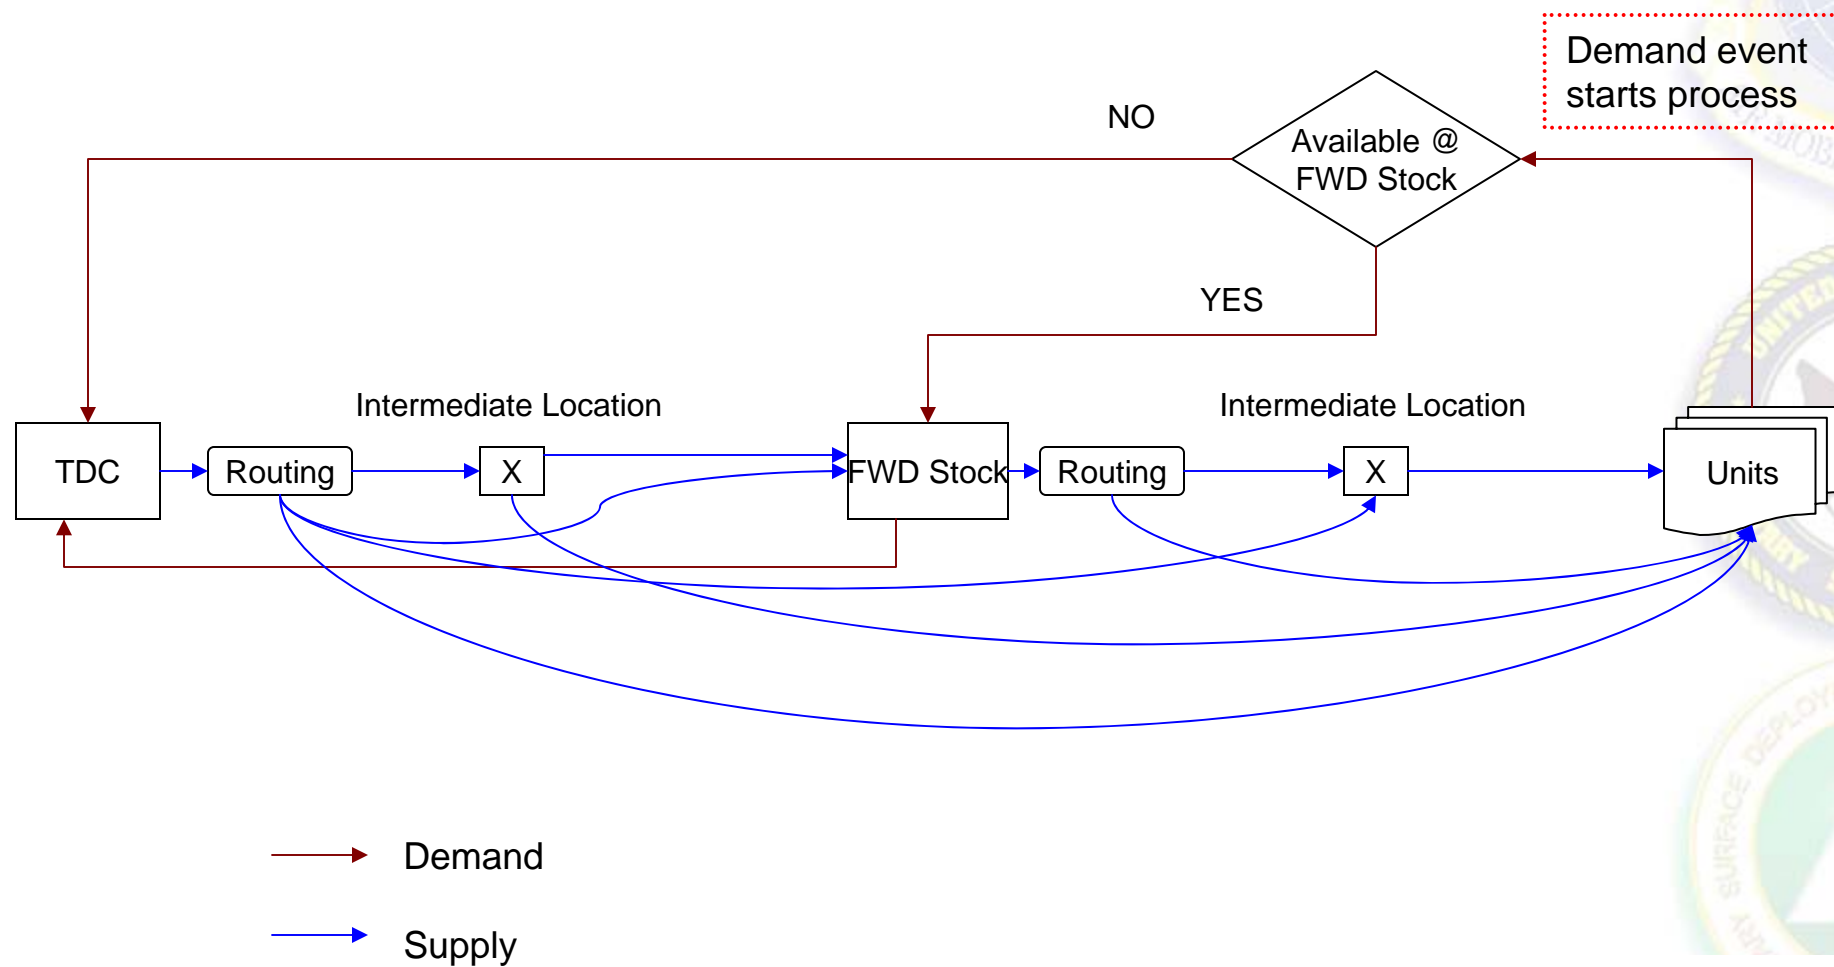 Demand event
starts process
NO
Available @
FWD Stock
YES
Intermediate Location
Intermediate Location
TDC
Routing
X
FWD Stock
Routing
X
Units
Demand
Supply
SURFACE